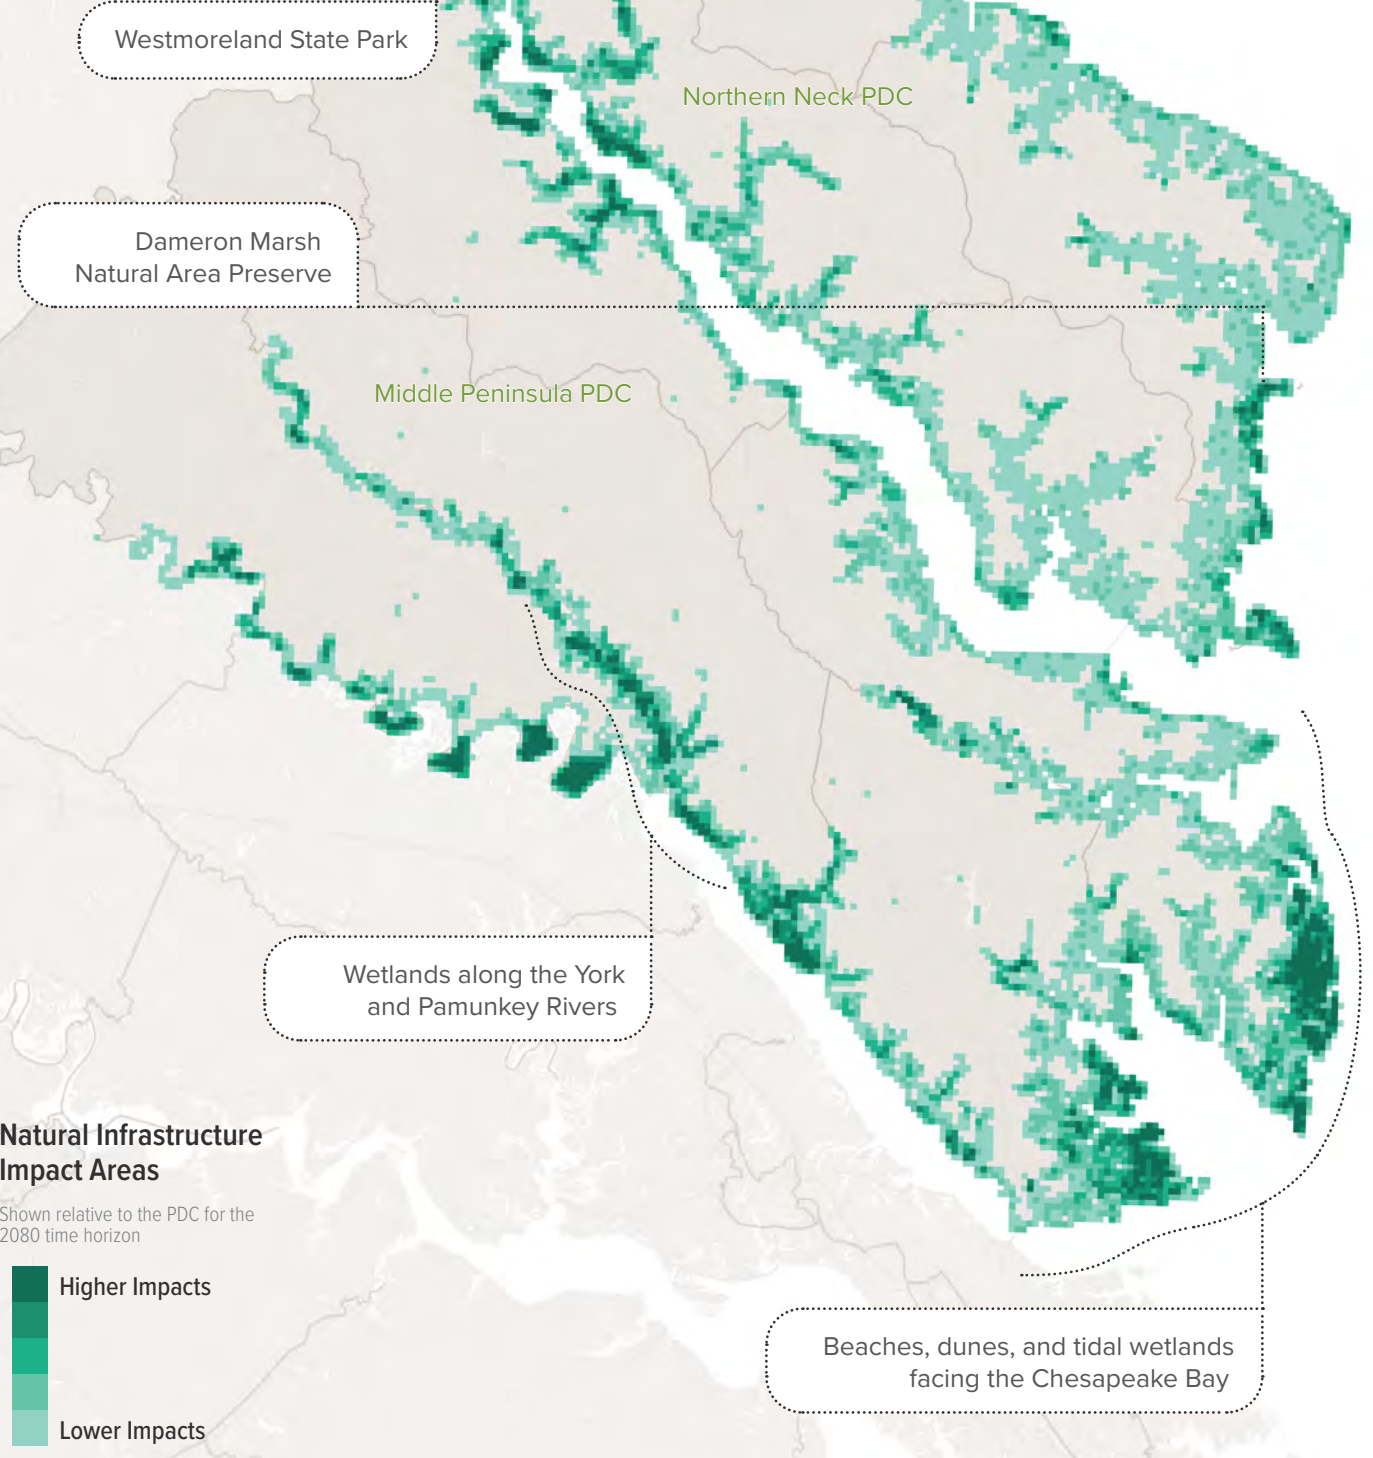 Westmoreland State Park
Northern Neck PDC
Dameron Marsh
Natural Area Preserve
Middle Peninsula PDC
Wetlands along the York
and Pamunkey Rivers
Natural Infrastructure
Impact Areas
Shown relative to the PDC for the
2080 time horizon
Higher Impacts
Lower Impacts
Beaches, dunes, and tidal wetlands
facing the Chesapeake Bay